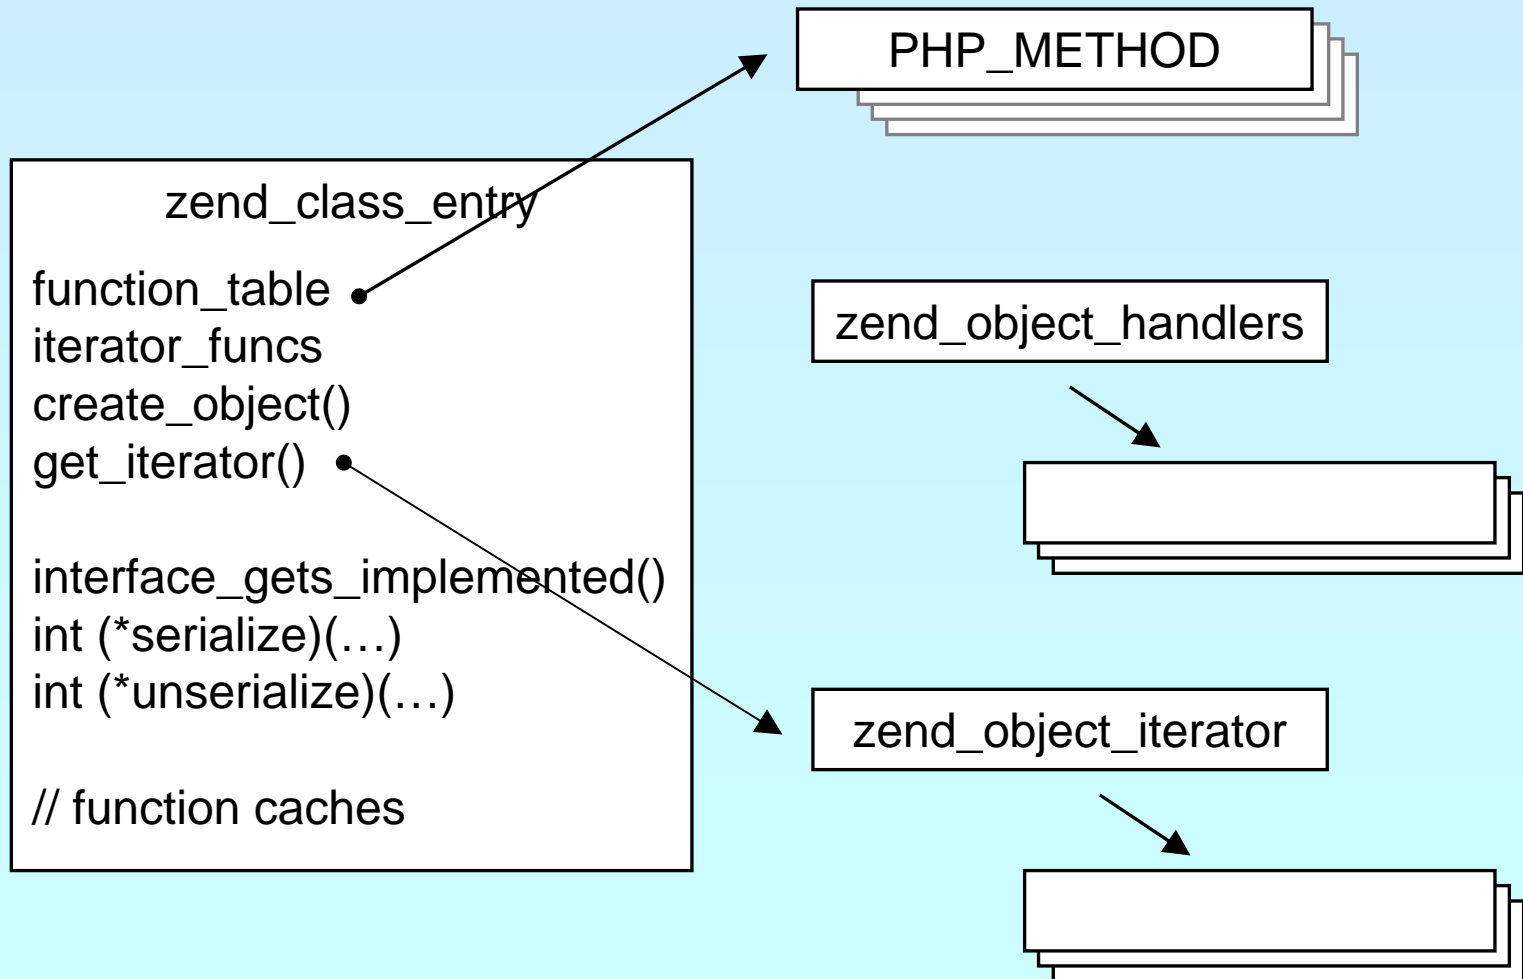 PHP_METHOD
zend_class_entry
function_table
iterator_funcs
create_object()
get_iterator()
interface_gets_implemented()
int (*serialize)(…)
int (*unserialize)(…)
// function caches
zend_object_handlers
zend_object_iterator